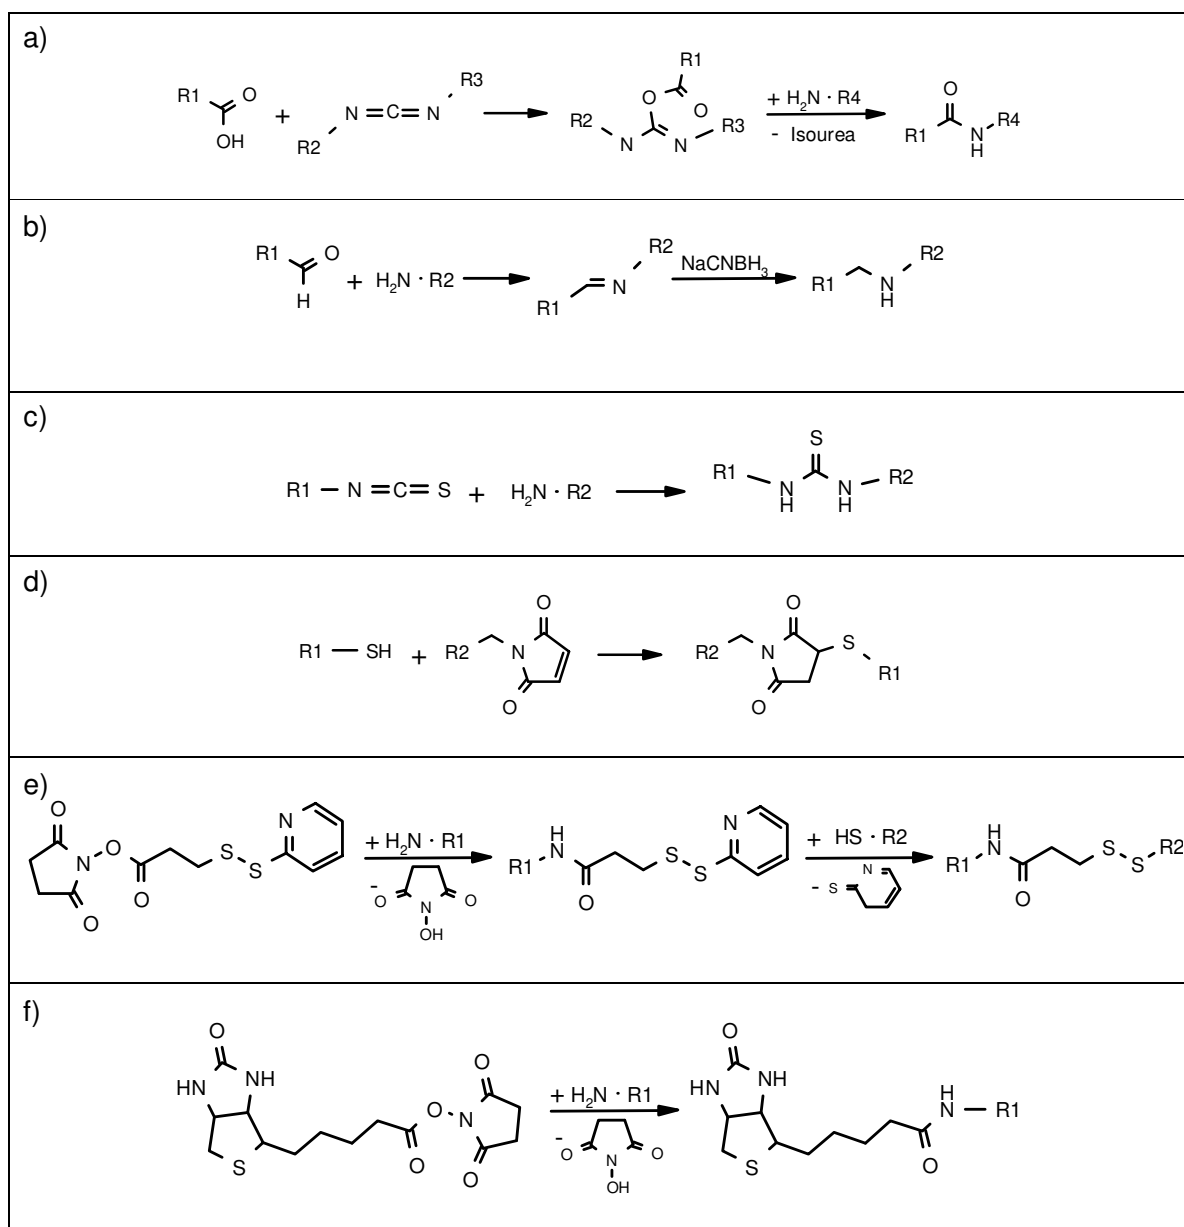 a)
R1 O OH + R2 N C N R3 R2 N O R1 O N R3 + H2N · R4 - Isourea R1 O N H R4
b)
R1 O H + H2N · R2 R1 N R2 NaCNBH3 R1 N H R2
c)
R1 N C S + H2N · R2 R1 N H S N H R2
d)
R1 SH + R2 N O O R2 N O O S R1
e)
O N O O O S S N + H2N · R1 - O N O OH R1 N H O S S N + HS · R2 - S N R1 N H O S S R2
f)
O HN NH S O O N O O + H2N · R1 - O N O OH O HN NH S O H N R1